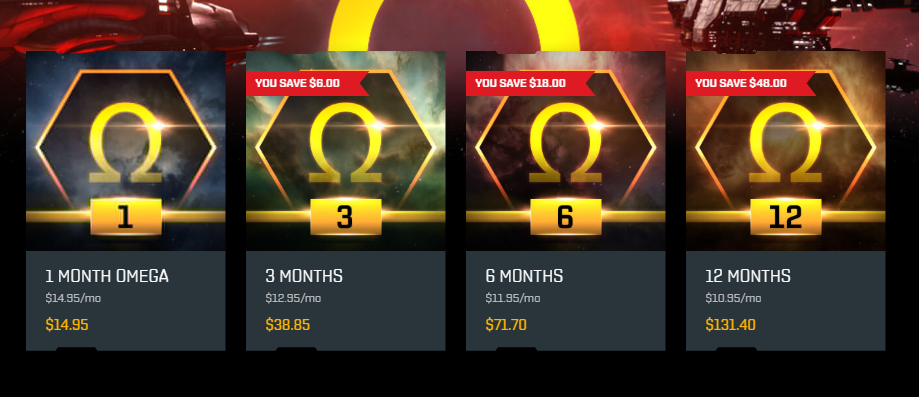 YOU SAVE $6.00
YOU SAVE $18.00
YOU SAVE $48.00
Ω
Ω
Ω
Ω
1
3
6
12
1 MONTH OMEGA
$14.95/mo
$14.95
3 MONTHS
$12.95/mo
$38.85
6 MONTHS
$11.95/mo
$71.70
12 MONTHS
$10.95/mo
$131.40